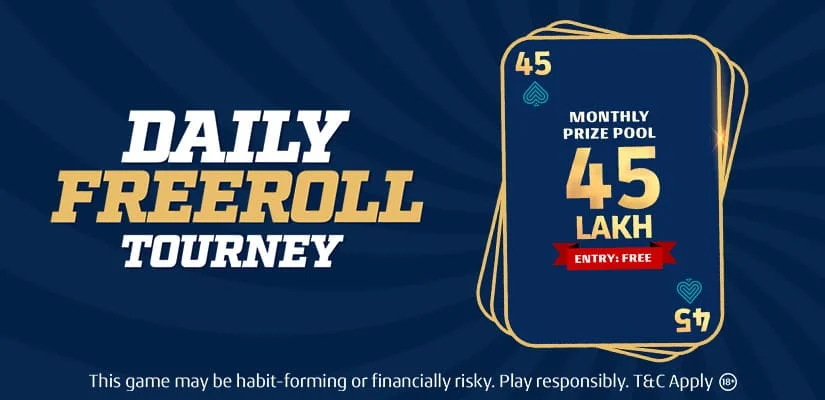 DAILY
FREEROLL
TOURNEY
45
MONTHLY
PRIZE POOL
45
LAKH
ENTRY: FREE
45
This game may be habit-forming or financially risky. Play responsibly. T&C Apply 18+